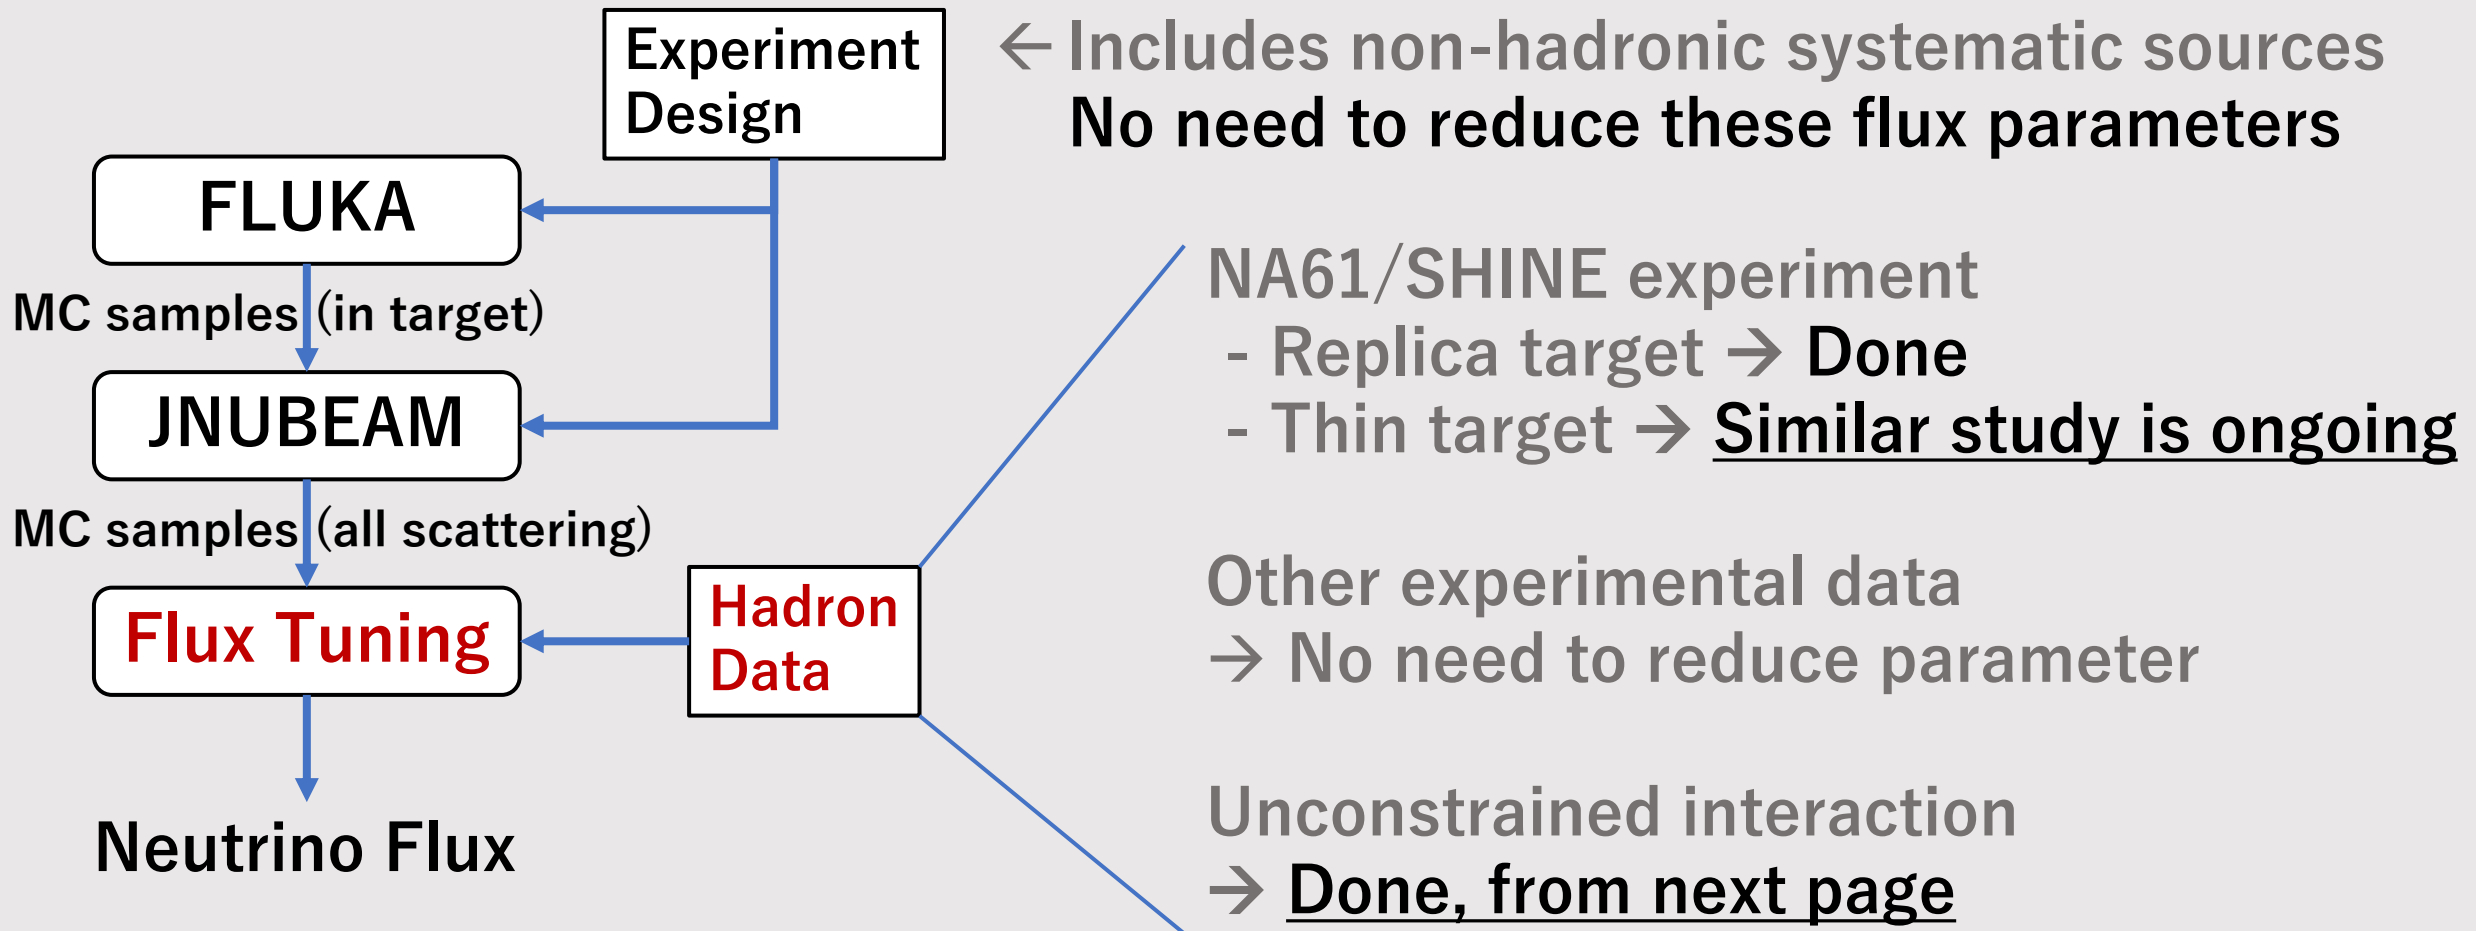 Experiment
Design
← Includes non-hadronic systematic sources
No need to reduce these flux parameters
FLUKA
MC samples (in target)
JNUBEAM
MC samples (all scattering)
Flux Tuning
Neutrino Flux
Hadron
Data
NA61/SHINE experiment
- Replica target → Done
- Thin target → Similar study is ongoing
Other experimental data
→ No need to reduce parameter
Unconstrained interaction
→ Done, from next page